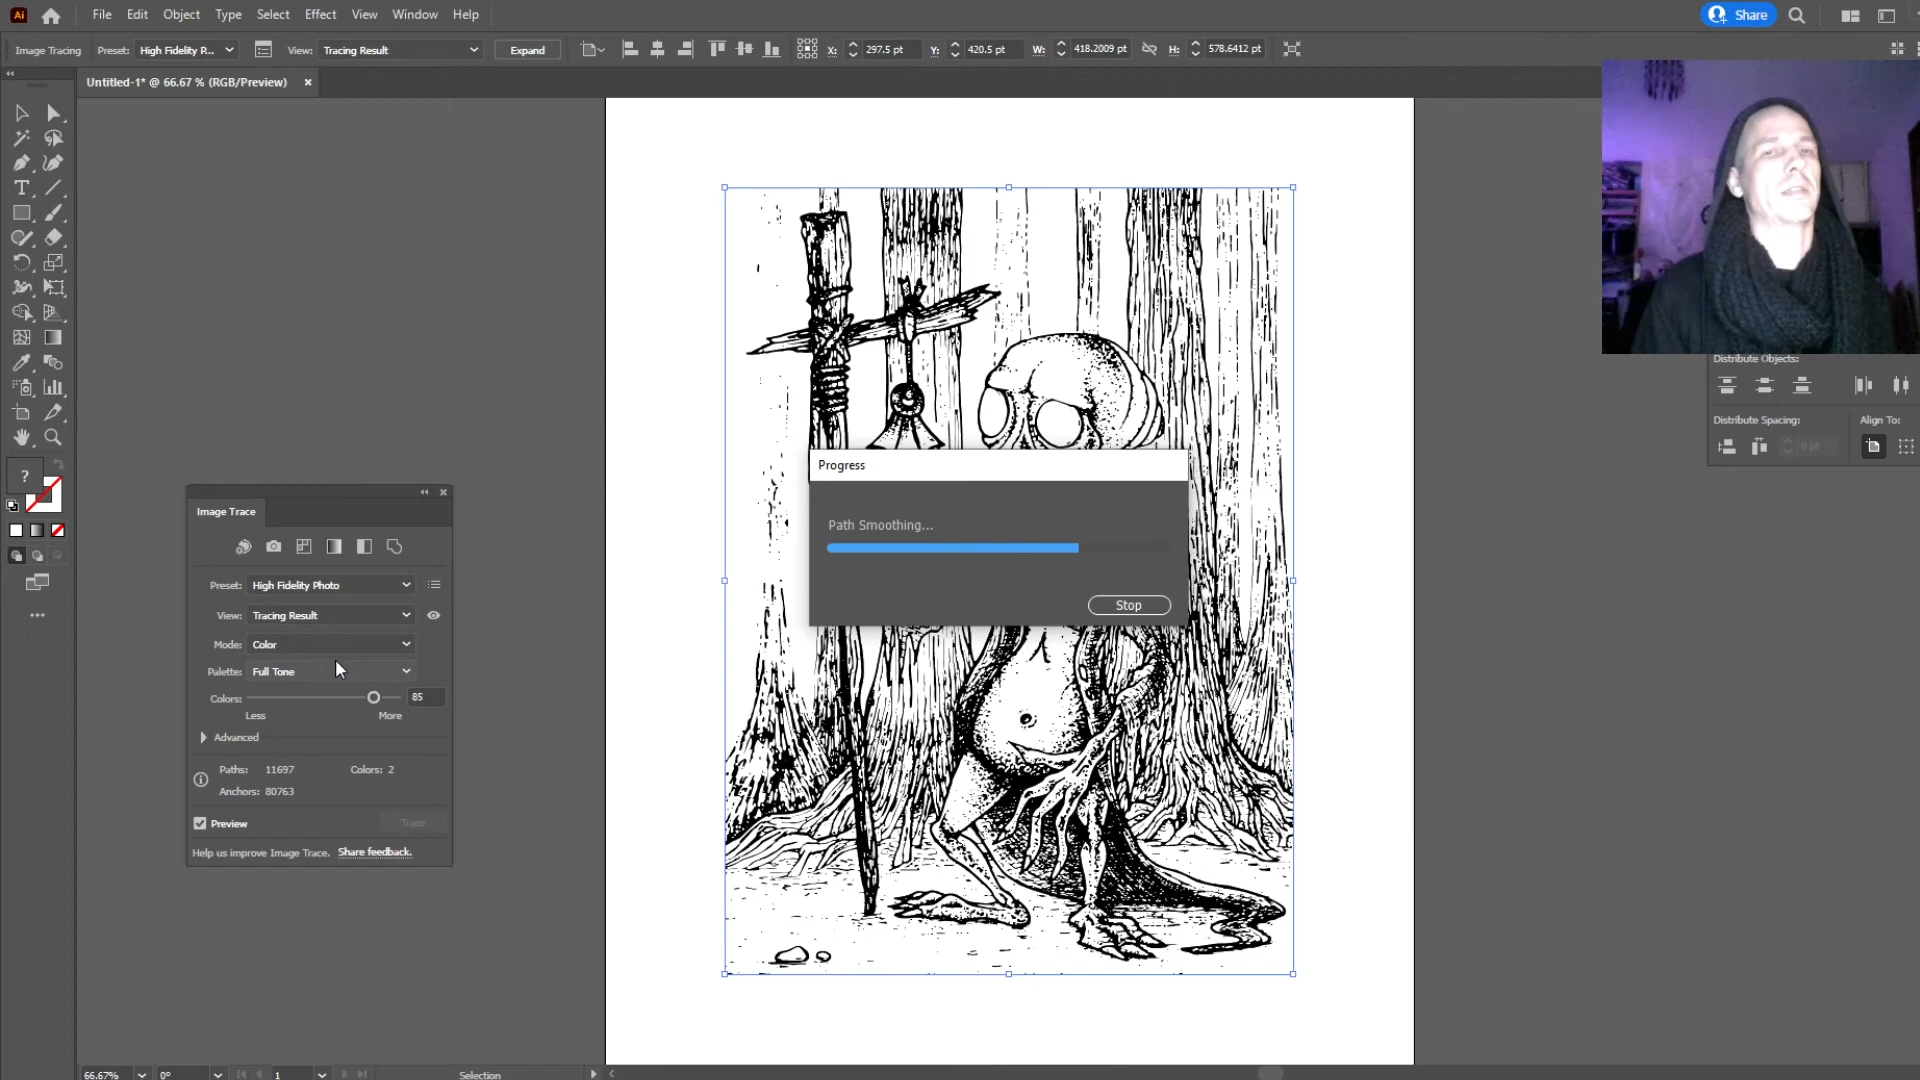 Ai File Edit Object Type Select Effect View Window Help Share
Image Tracing Preset: High Fidelity P... View: Tracing Result Expand X: 297.5 pt Y: 420.5 pt W: 418.2009 pt H: 578.6412 pt
Untitled-1* @ 66.67 % (RGB/Preview) ×
Distribute Objects:
Distribute Spacing: Align To:
0 pt
Progress
Path Smoothing...
Stop
?
Image Trace
Preset: High Fidelity Photo
View: Tracing Result
Mode: Color
Palette: Full Tone
Colors: 85
Less More
Advanced
Paths: 11697 Colors: 2
Anchors: 80763
Preview Trace
Help us improve Image Trace. Share feedback.
66.67% 0° 1 Selection